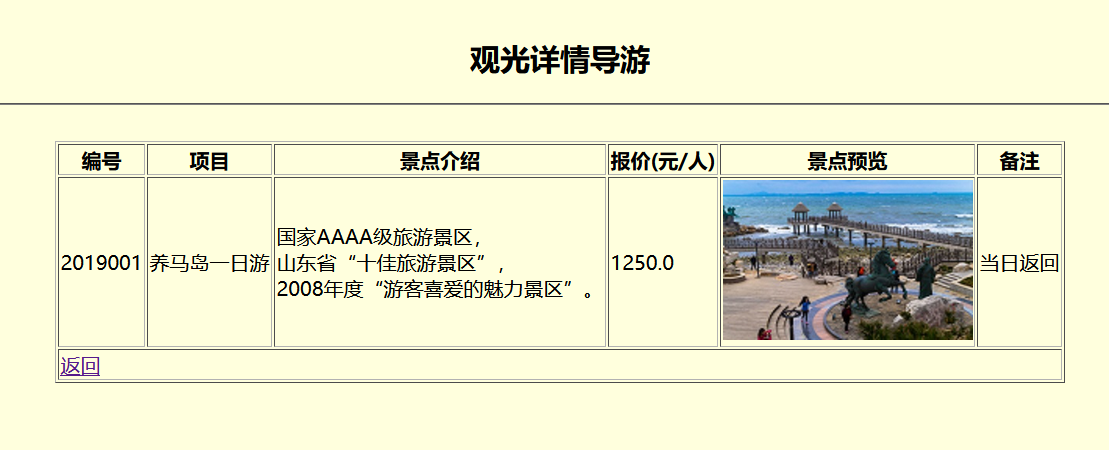 观光详情导游
编号 项目 景点介绍 报价(元/人) 景点预览 备注
国家AAAA级旅游景区，
2019001 养马岛一日游 山东省“十佳旅游景区”， 1250.0 当日返回
2008年度“游客喜爱的魅力景区”。
返回